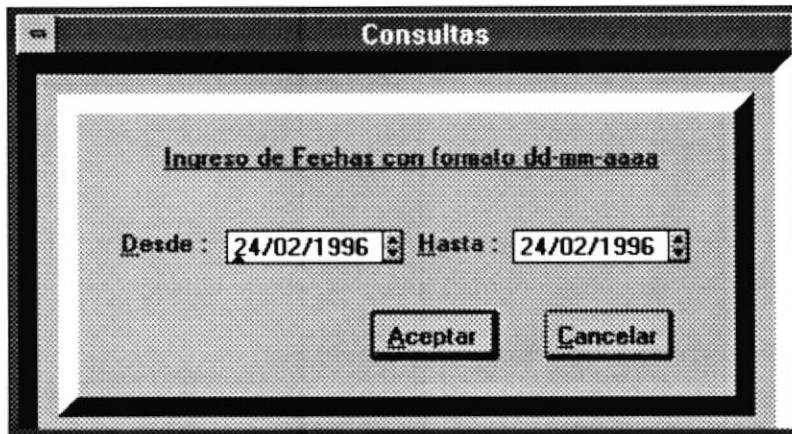 Consultas
Ingreso de Fechas con formato dd-mm-aaaa
Desde : 24/02/1996 Hasta : 24/02/1996
Aceptar Cancelar